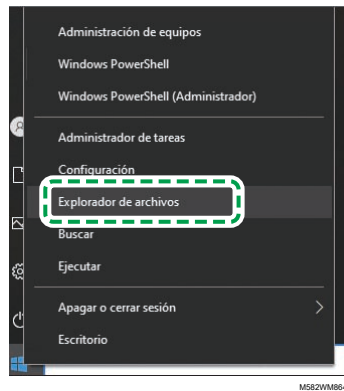 Administración de equipos
Windows PowerShell
Windows PowerShell (Administrador)
Administrador de tareas
Configuración
Explorador de archivos
Buscar
Ejecutar
Apagar o cerrar sesión
Escritorio
M582WM864